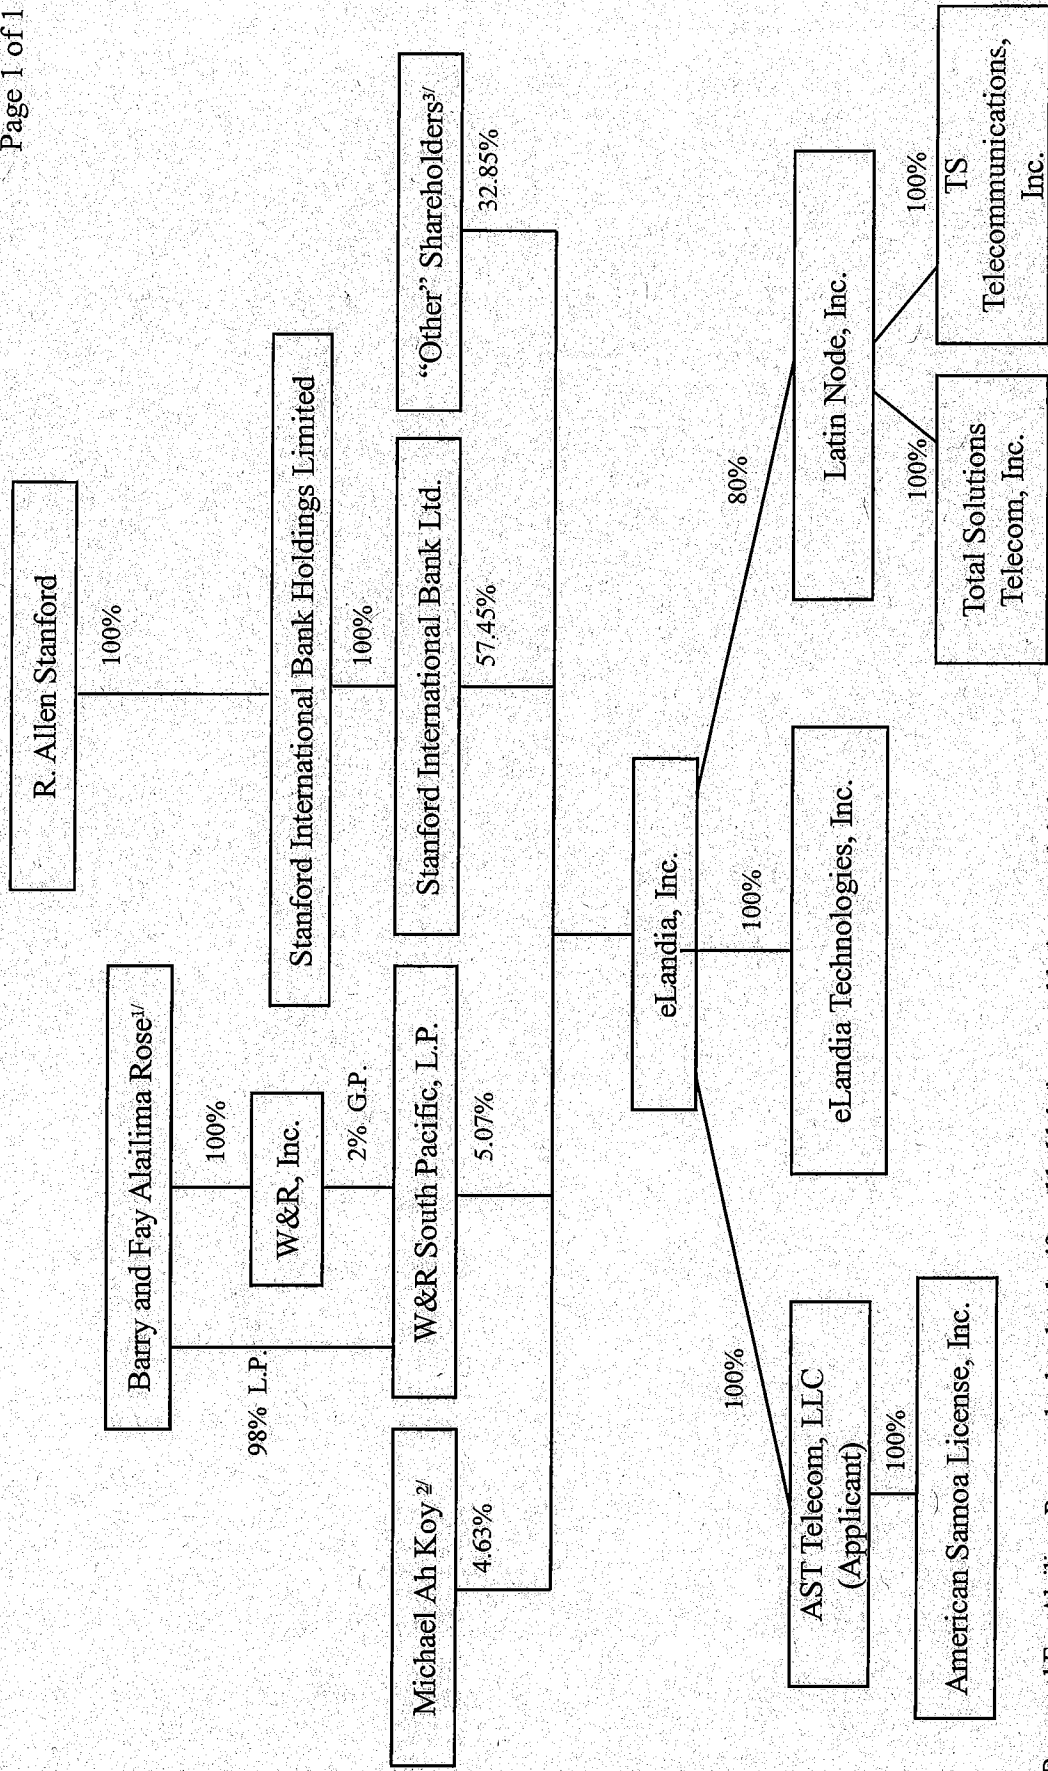 Page 1 of 1
R. Allen Stanford
100%
Barry and Fay Alailima Rose1/
100%
98% L.P.
W&R, Inc.
2% G.P.
Stanford International Bank Holdings Limited
100%
Michael Ah Koy 2/
4.63%
W&R South Pacific, L.P.
5.07%
Stanford International Bank Ltd.
57.45%
“Other” Shareholders3/
32.85%
eLandia, Inc.
100%
100%
80%
AST Telecom, LLC
(Applicant)
100%
eLandia Technologies, Inc.
Latin Node, Inc.
100%
100%
American Samoa License, Inc.
Total Solutions
Telecom, Inc.
TS
Telecommunications,
Inc.